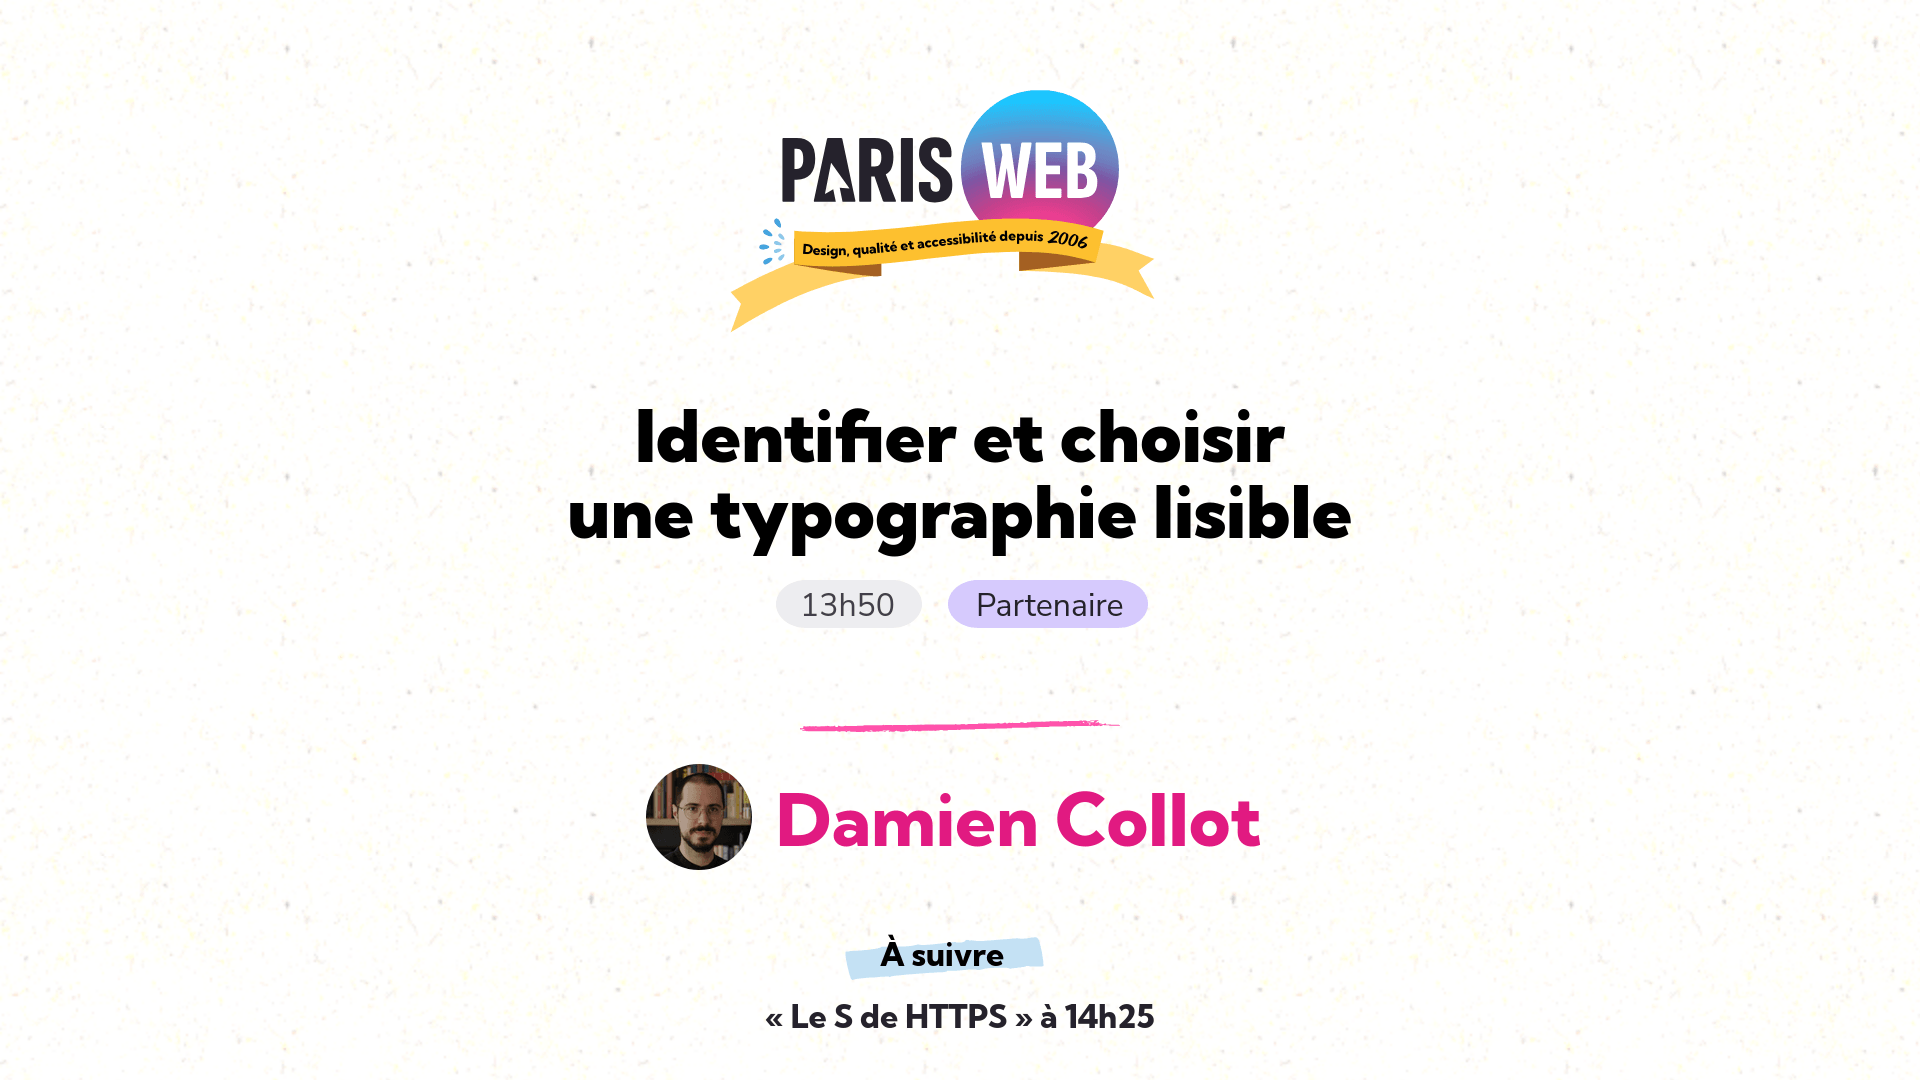 PARIS WEB
Design, qualité et accessibilité depuis 2006
Identifier et choisir
une typographie lisible
13h50 Partenaire
Damien Collot
À suivre
« Le S de HTTPS » à 14h25